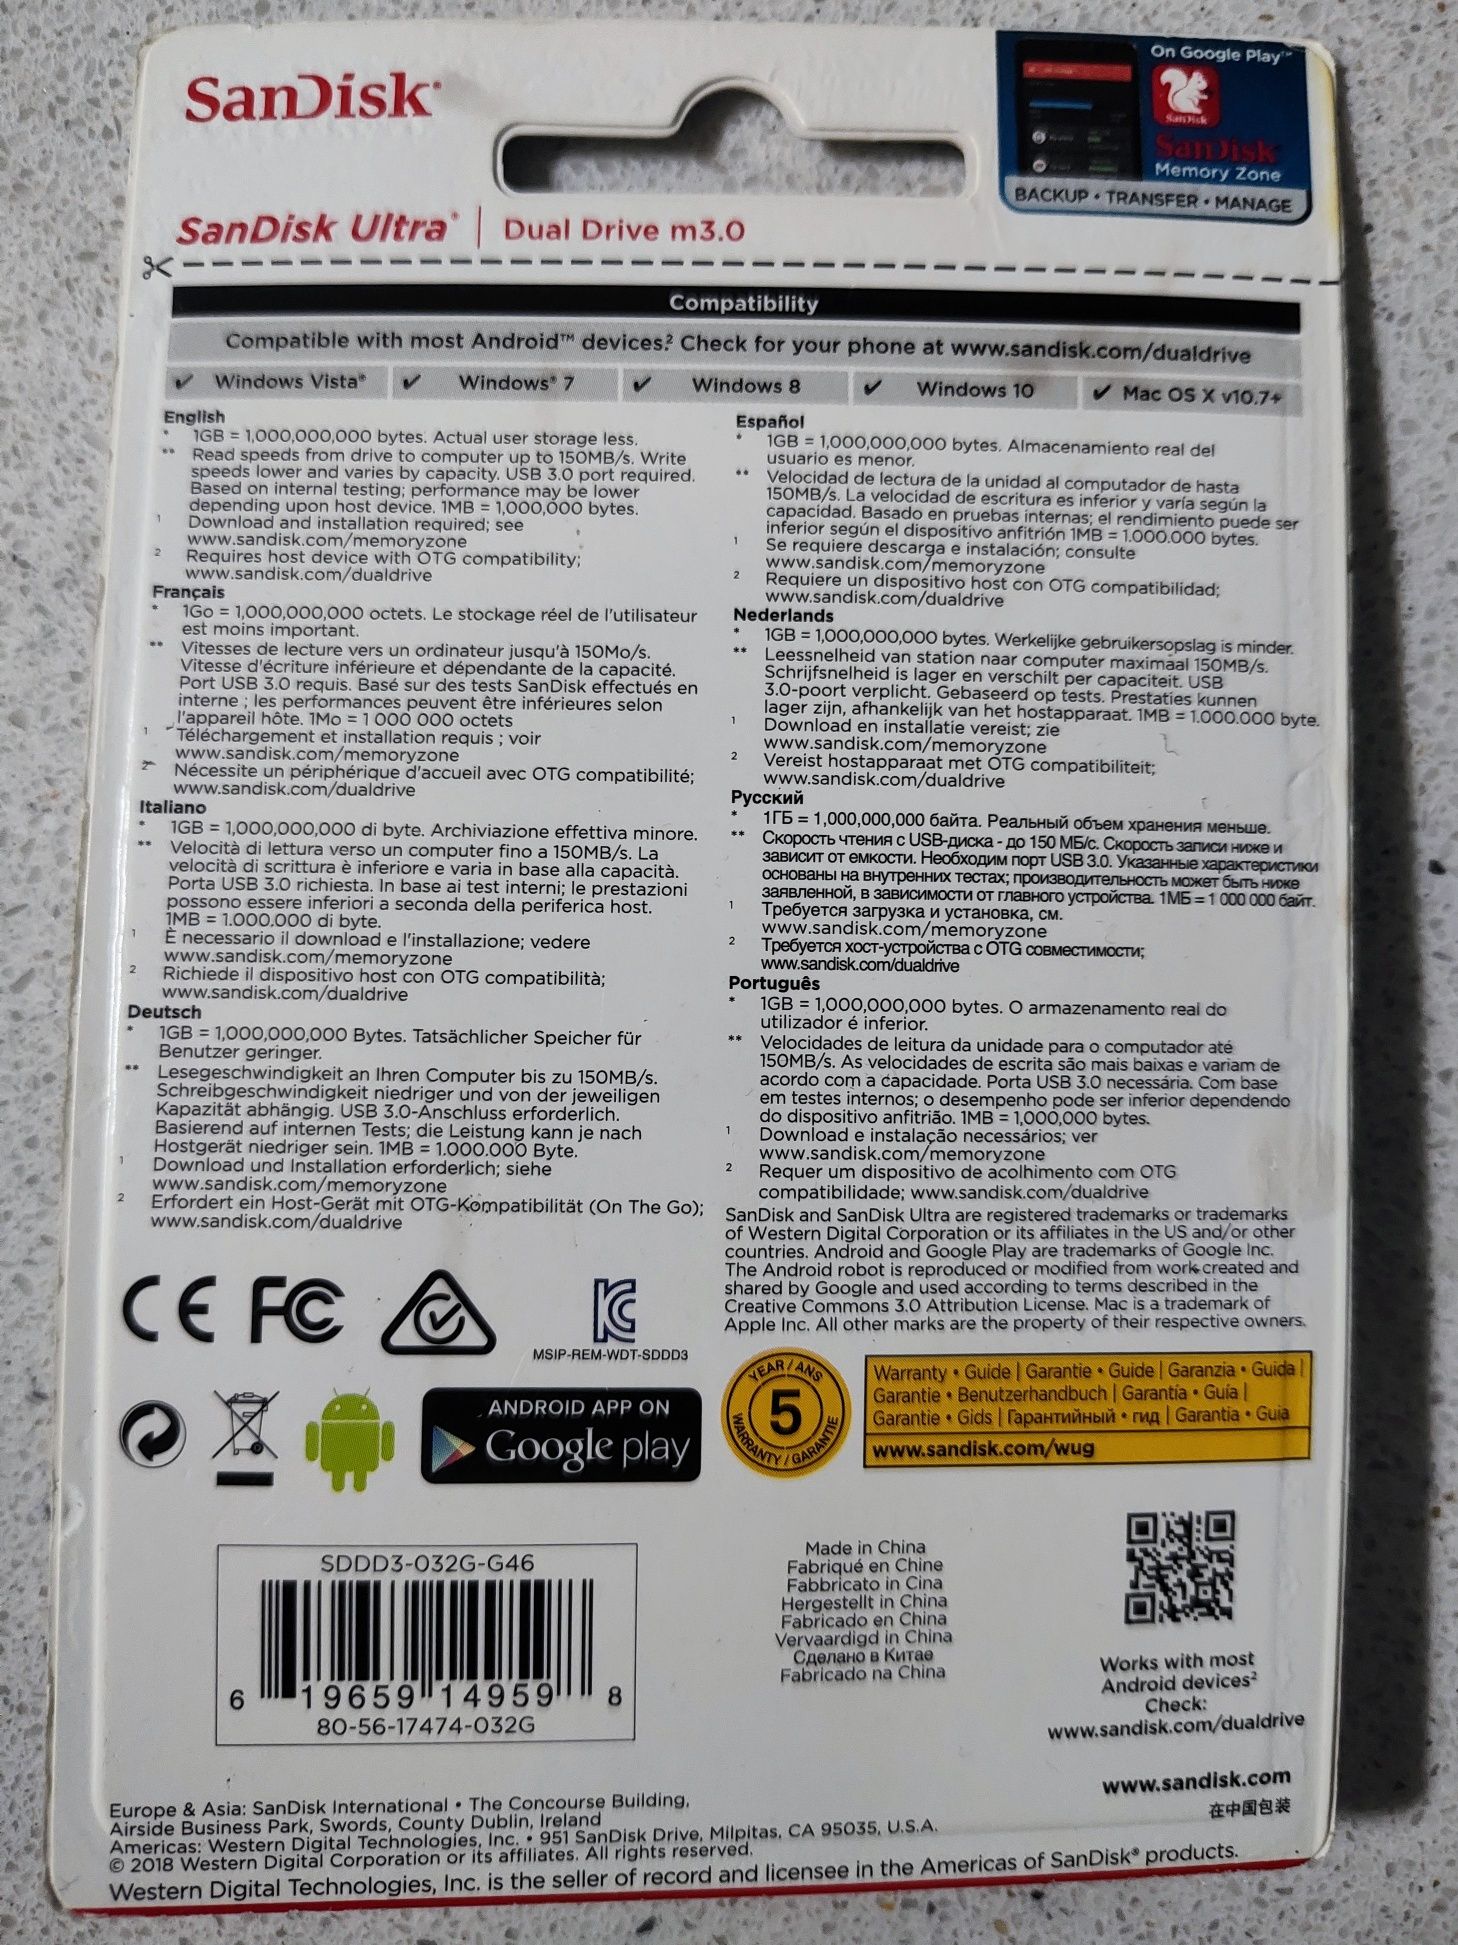 SanDisk®
On Google Play™
SanDisk
SanDisk
Memory Zone
BACKUP • TRANSFER • MANAGE
SanDisk Ultra® | Dual Drive m3.0
Compatibility
Compatible with most Android™ devices.² Check for your phone at www.sandisk.com/dualdrive
✔ Windows Vista® ✔ Windows® 7 ✔ Windows 8 ✔ Windows 10 ✔ Mac OS X v10.7+
English
* 1GB = 1,000,000,000 bytes. Actual user storage less.
** Read speeds from drive to computer up to 150MB/s. Write
speeds lower and varies by capacity. USB 3.0 port required.
Based on internal testing; performance may be lower
depending upon host device. 1MB = 1,000,000 bytes.
¹ Download and installation required; see
www.sandisk.com/memoryzone
² Requires host device with OTG compatibility;
www.sandisk.com/dualdrive
Français
* 1Go = 1,000,000,000 octets. Le stockage réel de l'utilisateur
est moins important.
** Vitesses de lecture vers un ordinateur jusqu'à 150Mo/s.
Vitesse d'écriture inférieure et dépendante de la capacité.
Port USB 3.0 requis. Basé sur des tests SanDisk effectués en
interne ; les performances peuvent être inférieures selon
l'appareil hôte. 1Mo = 1 000 000 octets
¹ Téléchargement et installation requis ; voir
www.sandisk.com/memoryzone
² Nécessite un périphérique d'accueil avec OTG compatibilité;
www.sandisk.com/dualdrive
Italiano
* 1GB = 1,000,000,000 di byte. Archiviazione effettiva minore.
** Velocità di lettura verso un computer fino a 150MB/s. La
velocità di scrittura è inferiore e varia in base alla capacità.
Porta USB 3.0 richiesta. In base ai test interni; le prestazioni
possono essere inferiori a seconda della periferica host.
1MB = 1.000.000 di byte.
¹ È necessario il download e l'installazione; vedere
www.sandisk.com/memoryzone
² Richiede il dispositivo host con OTG compatibilità;
www.sandisk.com/dualdrive
Deutsch
* 1GB = 1,000,000,000 Bytes. Tatsächlicher Speicher für
Benutzer geringer.
** Lesegeschwindigkeit an Ihren Computer bis zu 150MB/s.
Schreibgeschwindigkeit niedriger und von der jeweiligen
Kapazität abhängig. USB 3.0-Anschluss erforderlich.
Basierend auf internen Tests; die Leistung kann je nach
Hostgerät niedriger sein. 1MB = 1.000.000 Byte.
¹ Download und Installation erforderlich; siehe
www.sandisk.com/memoryzone
² Erfordert ein Host-Gerät mit OTG-Kompatibilität (On The Go);
www.sandisk.com/dualdrive
Español
* 1GB = 1,000,000,000 bytes. Almacenamiento real del
usuario es menor.
** Velocidad de lectura de la unidad al computador de hasta
150MB/s. La velocidad de escritura es inferior y varía según la
capacidad. Basado en pruebas internas; el rendimiento puede ser
inferior según el dispositivo anfitrión 1MB = 1.000.000 bytes.
¹ Se requiere descarga e instalación; consulte
www.sandisk.com/memoryzone
² Requiere un dispositivo host con OTG compatibilidad;
www.sandisk.com/dualdrive
Nederlands
* 1GB = 1,000,000,000 bytes. Werkelijke gebruikersopslag is minder.
** Leessnelheid van station naar computer maximaal 150MB/s.
Schrijfsnelheid is lager en verschilt per capaciteit. USB
3.0-poort verplicht. Gebaseerd op tests. Prestaties kunnen
lager zijn, afhankelijk van het hostapparaat. 1MB = 1.000.000 byte.
¹ Download en installatie vereist; zie
www.sandisk.com/memoryzone
² Vereist hostapparaat met OTG compatibiliteit;
www.sandisk.com/dualdrive
Русский
* 1ГБ = 1,000,000,000 байта. Реальный объем хранения меньше.
** Скорость чтения с USB-диска - до 150 МБ/с. Скорость записи ниже и
зависит от емкости. Необходим порт USB 3.0. Указанные характеристики
основаны на внутренних тестах; производительность может быть ниже
заявленной, в зависимости от главного устройства. 1МБ = 1 000 000 байт.
¹ Требуется загрузка и установка, см.
www.sandisk.com/memoryzone
² Требуется хост-устройства с OTG совместимости;
www.sandisk.com/dualdrive
Português
* 1GB = 1,000,000,000 bytes. O armazenamento real do
utilizador é inferior.
** Velocidades de leitura da unidade para o computador até
150MB/s. As velocidades de escrita são mais baixas e variam de
acordo com a capacidade. Porta USB 3.0 necessária. Com base
em testes internos; o desempenho pode ser inferior dependendo
do dispositivo anfitrião. 1MB = 1,000,000 bytes.
¹ Download e instalação necessários; ver
www.sandisk.com/memoryzone
² Requer um dispositivo de acolhimento com OTG
compatibilidade; www.sandisk.com/dualdrive
SanDisk and SanDisk Ultra are registered trademarks or trademarks
of Western Digital Corporation or its affiliates in the US and/or other
countries. Android and Google Play are trademarks of Google Inc.
The Android robot is reproduced or modified from work created and
shared by Google and used according to terms described in the
Creative Commons 3.0 Attribution License. Mac is a trademark of
Apple Inc. All other marks are the property of their respective owners.
CE FC
MSIP-REM-WDT-SDDD3
ANDROID APP ON
Google play
YEAR/ANS
5
WARRANTY/GARANTIE
Warranty • Guide | Garantie • Guide | Garanzia • Guida |
Garantie • Benutzerhandbuch | Garantía • Guía |
Garantie • Gids | Гарантийный • гид | Garantia • Guia
www.sandisk.com/wug
SDDD3-032G-G46
6 19659 14959 8
80-56-17474-032G
Made in China
Fabriqué en Chine
Fabbricato in Cina
Hergestellt in China
Fabricado en China
Vervaardigd in China
Сделано в Китае
Fabricado na China
Works with most
Android devices²
Check:
www.sandisk.com/dualdrive
www.sandisk.com
在中国包装
Europe & Asia: SanDisk International • The Concourse Building,
Airside Business Park, Swords, County Dublin, Ireland
Americas: Western Digital Technologies, Inc. • 951 SanDisk Drive, Milpitas, CA 95035, U.S.A.
© 2018 Western Digital Corporation or its affiliates. All rights reserved.
Western Digital Technologies, Inc. is the seller of record and licensee in the Americas of SanDisk® products.